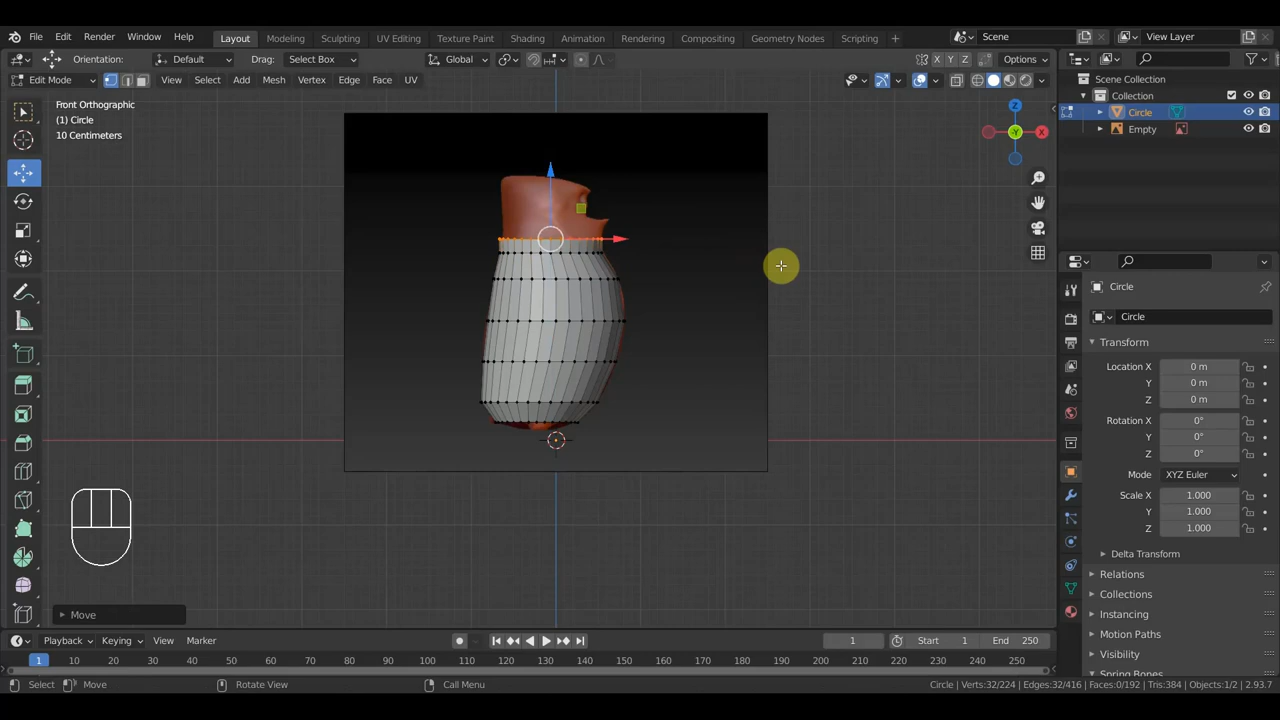 File Edit Render Window Help Layout Modeling Sculpting UV Editing Texture Paint Shading Animation Rendering Compositing Geometry Nodes Scripting + Scene View Layer
Orientation: Default Drag: Select Box Global X Y Z Options
Edit Mode View Select Add Mesh Vertex Edge Face UV
Scene Collection
Collection
Circle
Empty
Front Orthographic
(1) Circle
10 Centimeters
Z
X
-Y
Circle
Circle
Transform
Location X 0 m
Y 0 m
Z 0 m
Rotation X 0°
Y 0°
Z 0°
Mode XYZ Euler
Scale X 1.000
Y 1.000
Z 1.000
Delta Transform
Relations
Collections
Instancing
Motion Paths
Visibility
Spring Bones
Move
Playback Keying View Marker 1 Start 1 End 250
1 10 20 30 40 50 60 70 80 90 100 110 120 130 140 150 160 170 180 190 200 210 220 230 240 250
Select Move Rotate View Call Menu Circle | Verts:32/224 | Edges:32/416 | Faces:0/192 | Tris:384 | Objects:1/2 | 2.93.7